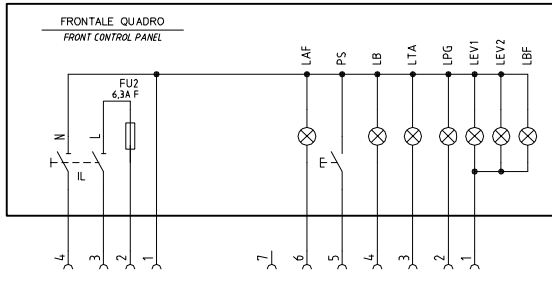 FRONTALE QUADRO
FRONT CONTROL PANEL
LAF PS LB LTA LPG LEV1 LEV2 LBF
FU2
6,3A F
N L
IL
4 3 2 1 7 6 5 4 3 2 1